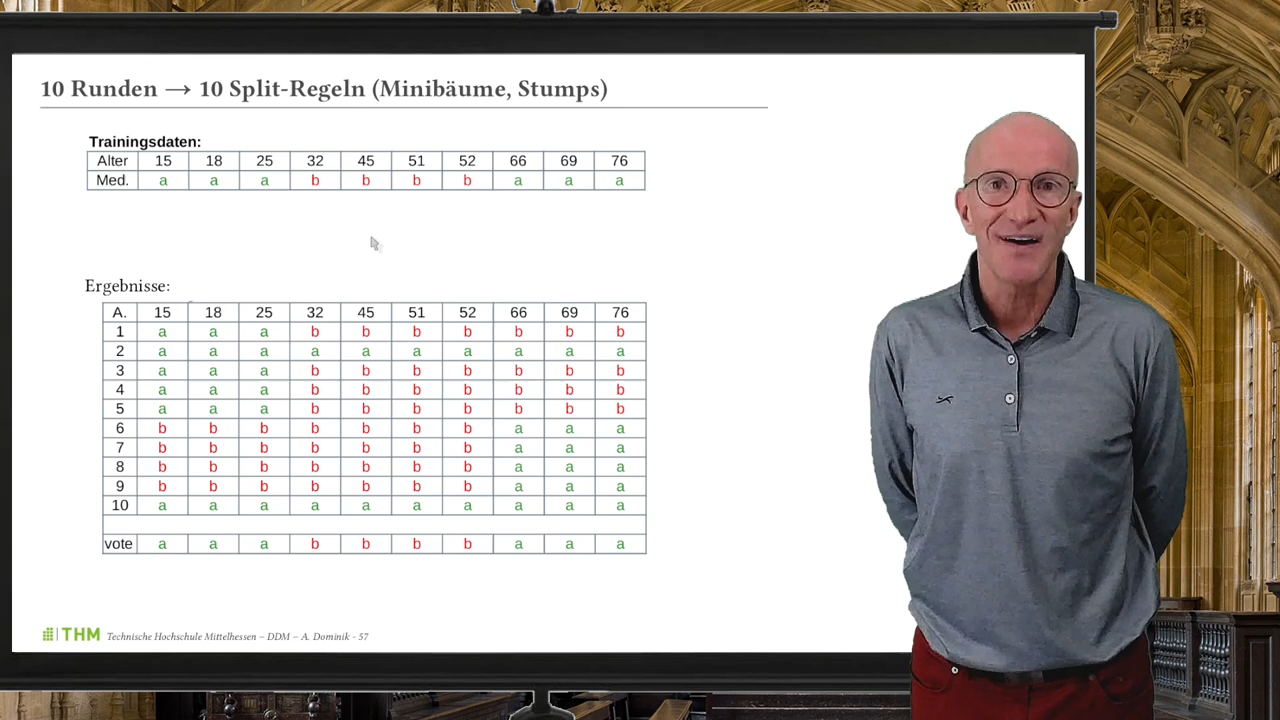 10 Runden → 10 Split-Regeln (Minibäume, Stumps)
Trainingsdaten:
Alter 15 18 25 32 45 51 52 66 69 76
Med. a a a b b b b a a a
Ergebnisse:
A. 15 18 25 32 45 51 52 66 69 76
1 a a a b b b b b b b
2 a a a a a a a a a a
3 a a a b b b b b b b
4 a a a b b b b b b b
5 a a a b b b b b b b
6 b b b b b b b a a a
7 b b b b b b b a a a
8 b b b b b b b a a a
9 b b b b b b b a a a
10 a a a a a a a a a a
vote a a a b b b b a a a
THM Technische Hochschule Mittelhessen – DDM – A. Dominik - 57